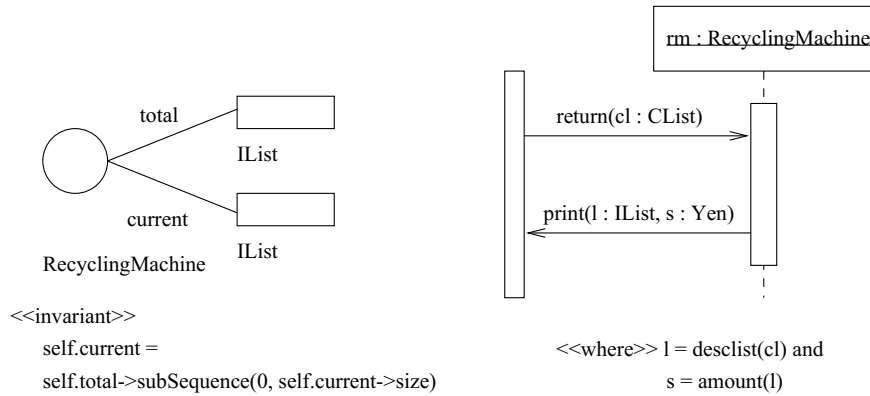 total
IList
current
IList
RecyclingMachine
<<invariant>>
self.current =
self.total->subSequence(0, self.current->size)
rm : RecyclingMachine
return(cl : CList)
print(l : IList, s : Yen)
<<where>> l = desclist(cl) and
s = amount(l)